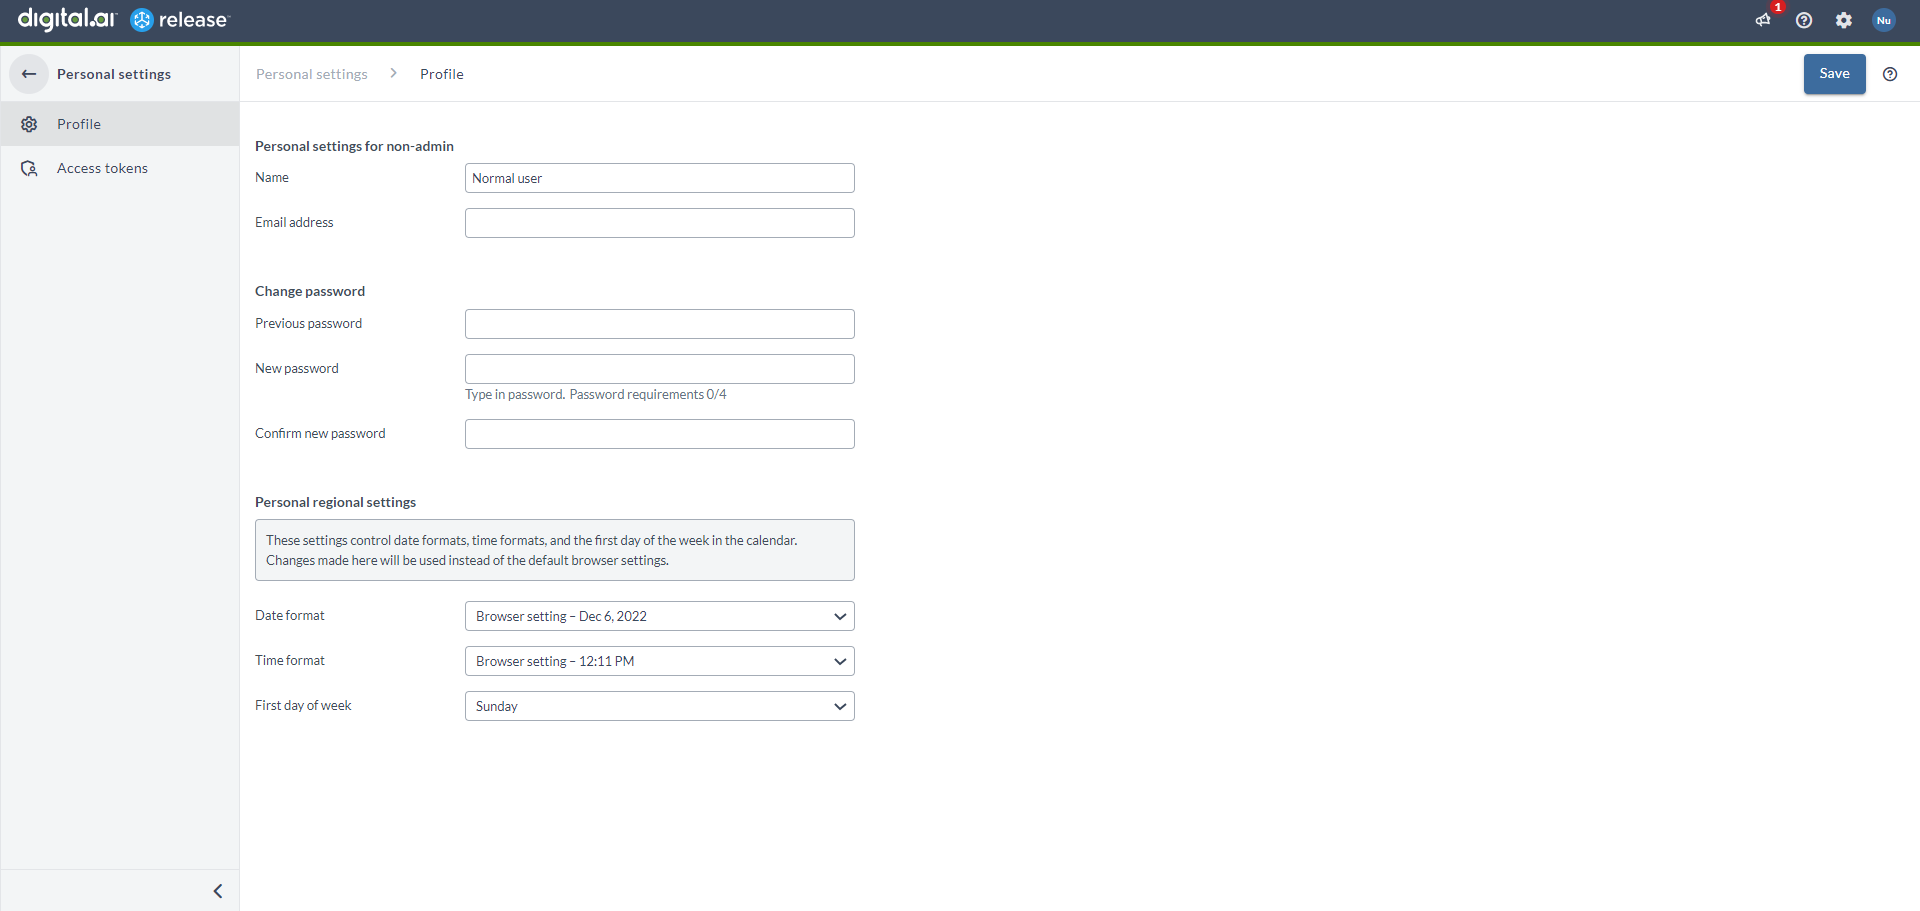 digital.ai release
1
Nu
Personal settings
Personal settings > Profile
Save
Profile
Access tokens
Personal settings for non-admin
Name
Normal user
Email address
Change password
Previous password
New password
Type in password. Password requirements 0/4
Confirm new password
Personal regional settings
These settings control date formats, time formats, and the first day of the week in the calendar.
Changes made here will be used instead of the default browser settings.
Date format
Browser setting – Dec 6, 2022
Time format
Browser setting – 12:11 PM
First day of week
Sunday